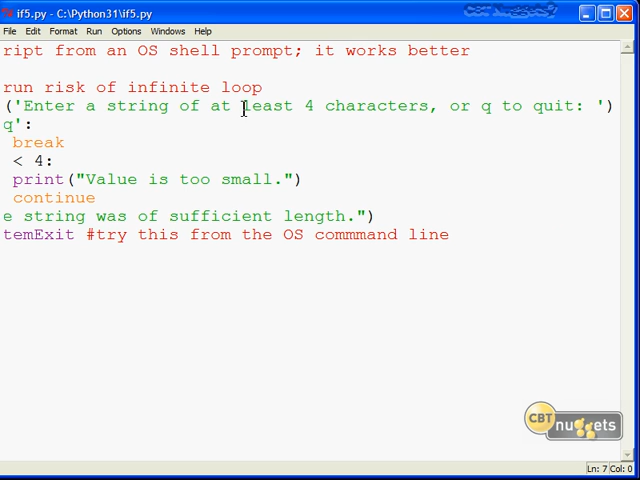 if5.py - C:\Python31\if5.py
File Edit Format Run Options Windows Help
ript from an OS shell prompt; it works better
run risk of infinite loop
('Enter a string of at least 4 characters, or q to quit: ')
q':
break
< 4:
print("Value is too small.")
continue
e string was of sufficient length.")
temExit #try this from the OS commmand line
CBT nuggets
Ln: 7 Col: 0